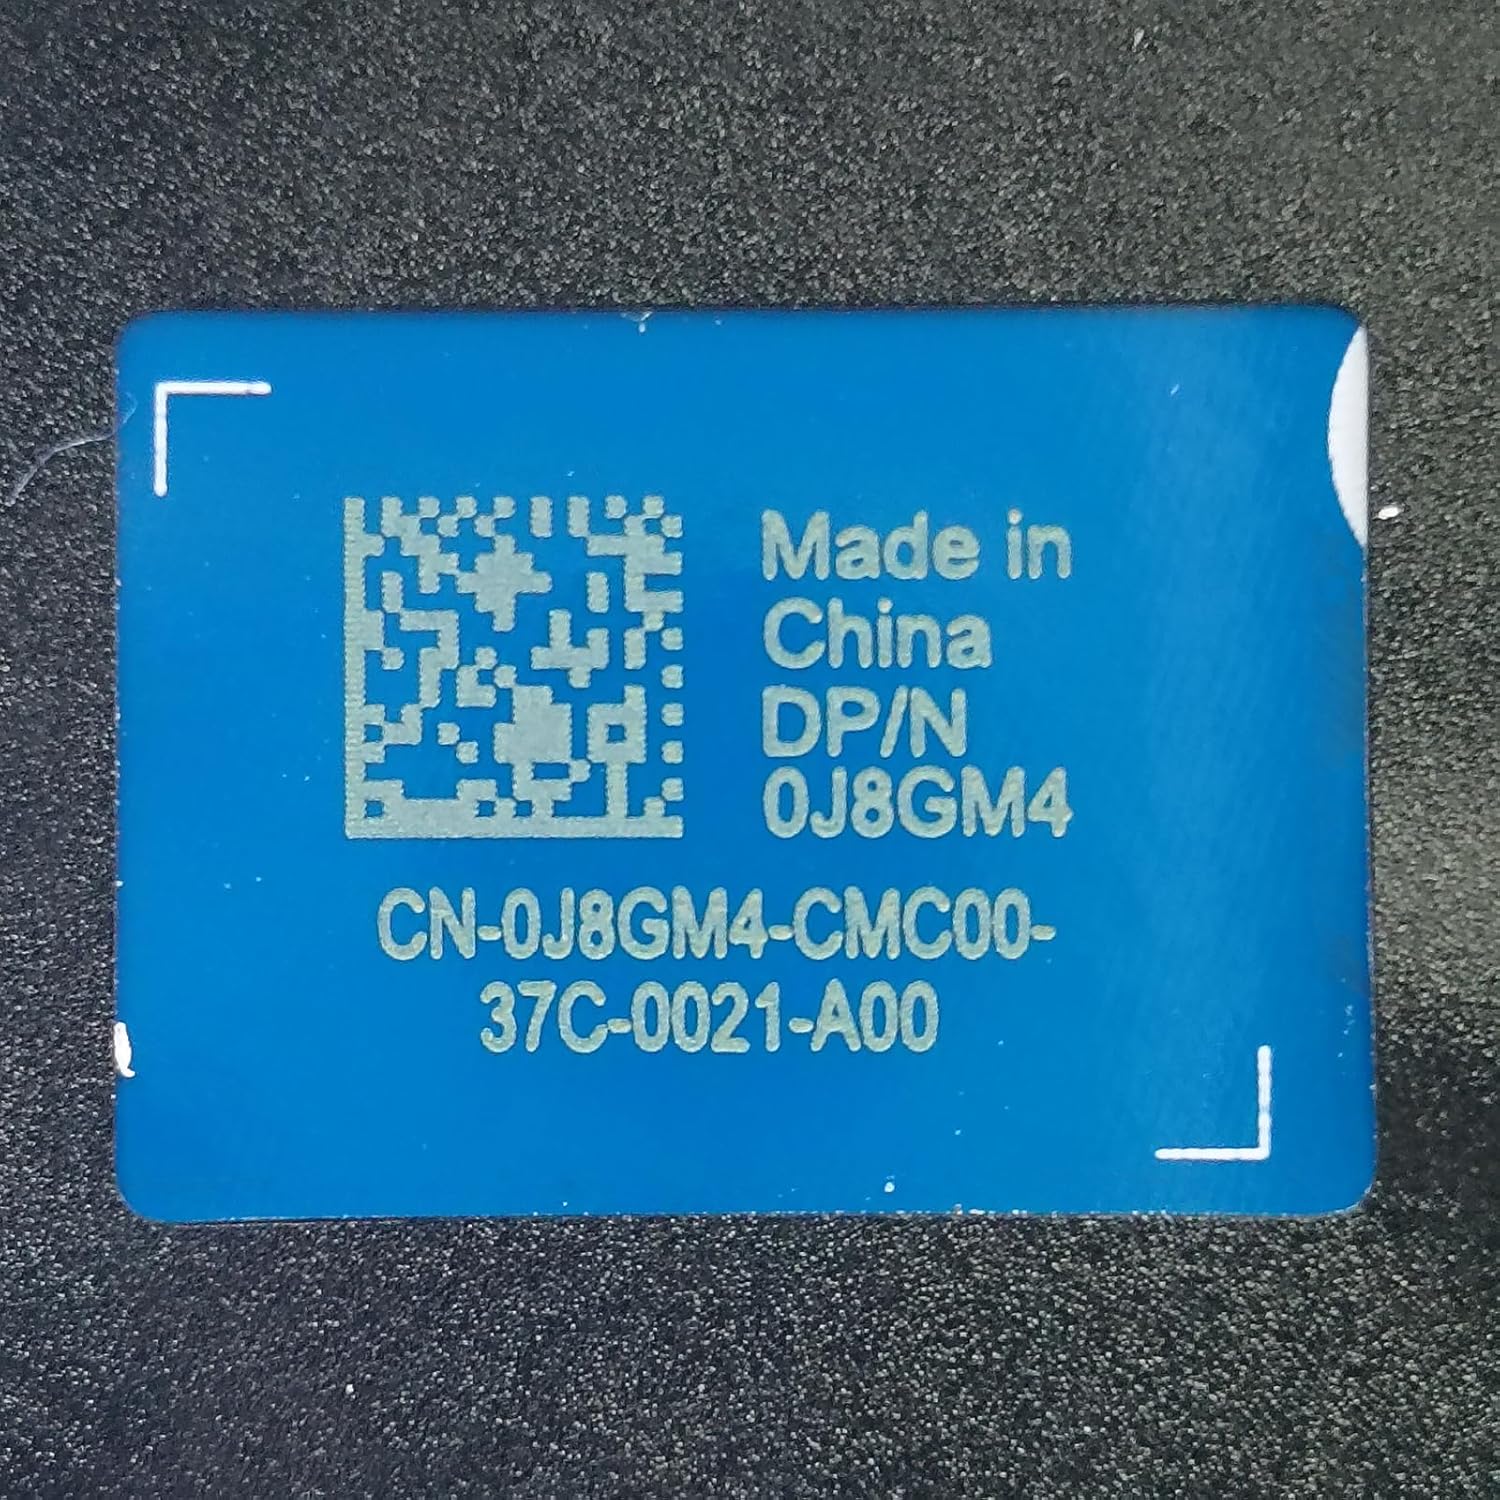 Made in
China
DP/N
0J8GM4
CN-0J8GM4-CMC00-
37C-0021-A00